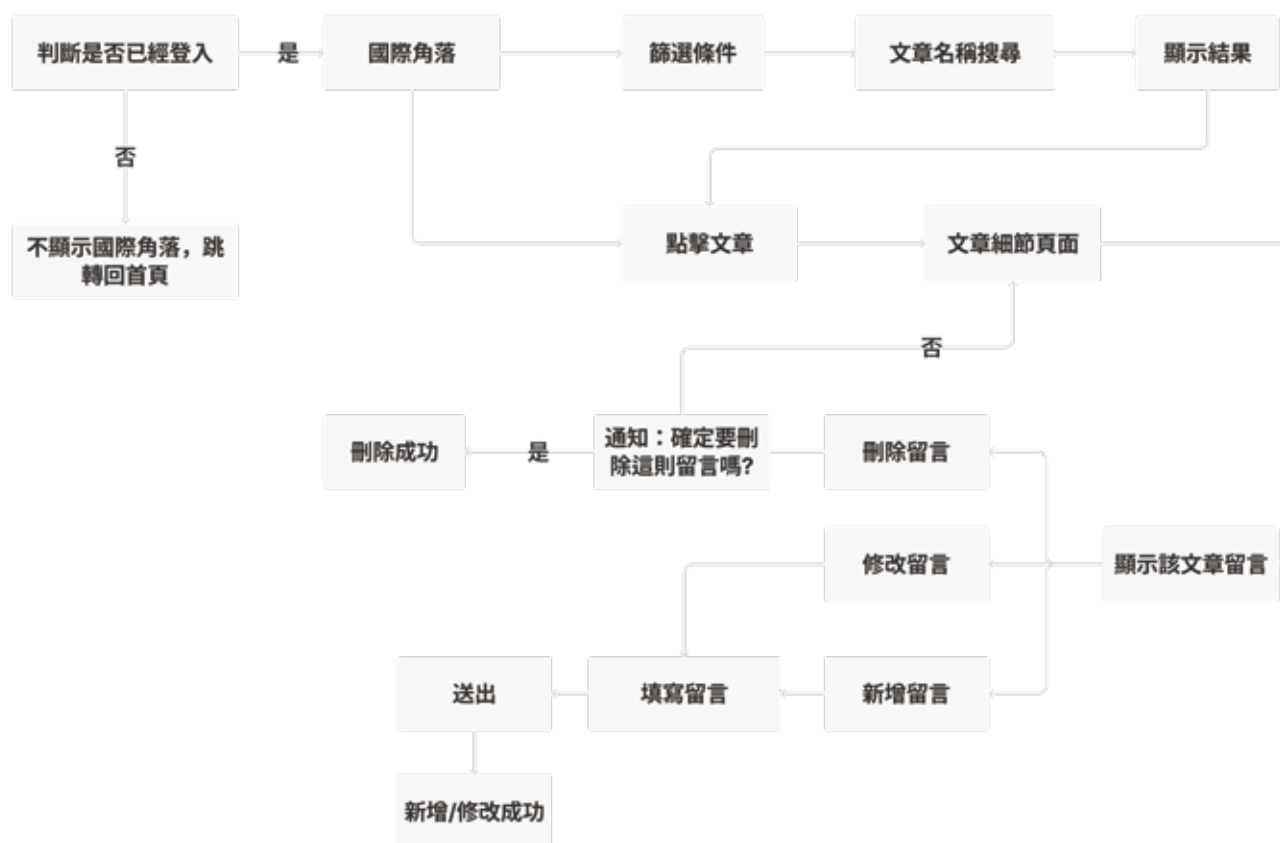 判斷是否已經登入
是
國際角落
篩選條件
文章名稱搜尋
顯示結果
否
不顯示國際角落，跳
轉回首頁
點擊文章
文章細節頁面
否
刪除成功
是
通知：確定要刪
除這則留言嗎?
刪除留言
修改留言
顯示該文章留言
送出
填寫留言
新增留言
新增/修改成功